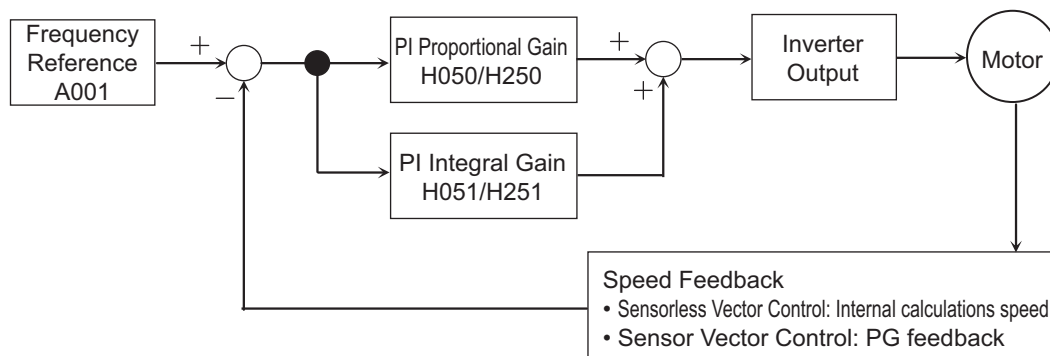 Frequency
Reference
A001
+
−
PI Proportional Gain
H050/H250
+
+
PI Integral Gain
H051/H251
Inverter
Output
Motor
Speed Feedback
• Sensorless Vector Control: Internal calculations speed
• Sensor Vector Control: PG feedback